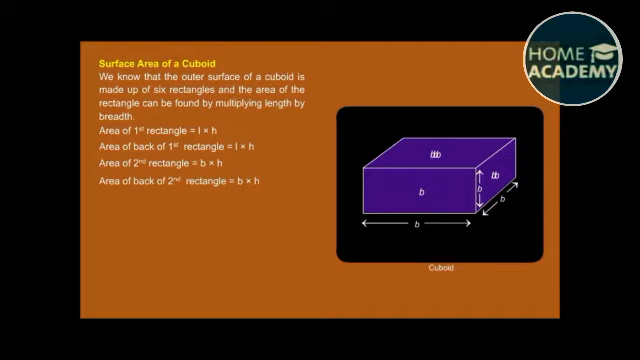 HOME
ACADEMY
Surface Area of a Cuboid
We know that the outer surface of a cuboid is
made up of six rectangles and the area of the
rectangle can be found by multiplying length by
breadth.
Area of 1st rectangle = l × h
Area of back of 1st rectangle = l × h
Area of 2nd rectangle = b × h
Area of back of 2nd rectangle = b × h
bbb
b
b
bb
b
b
Cuboid